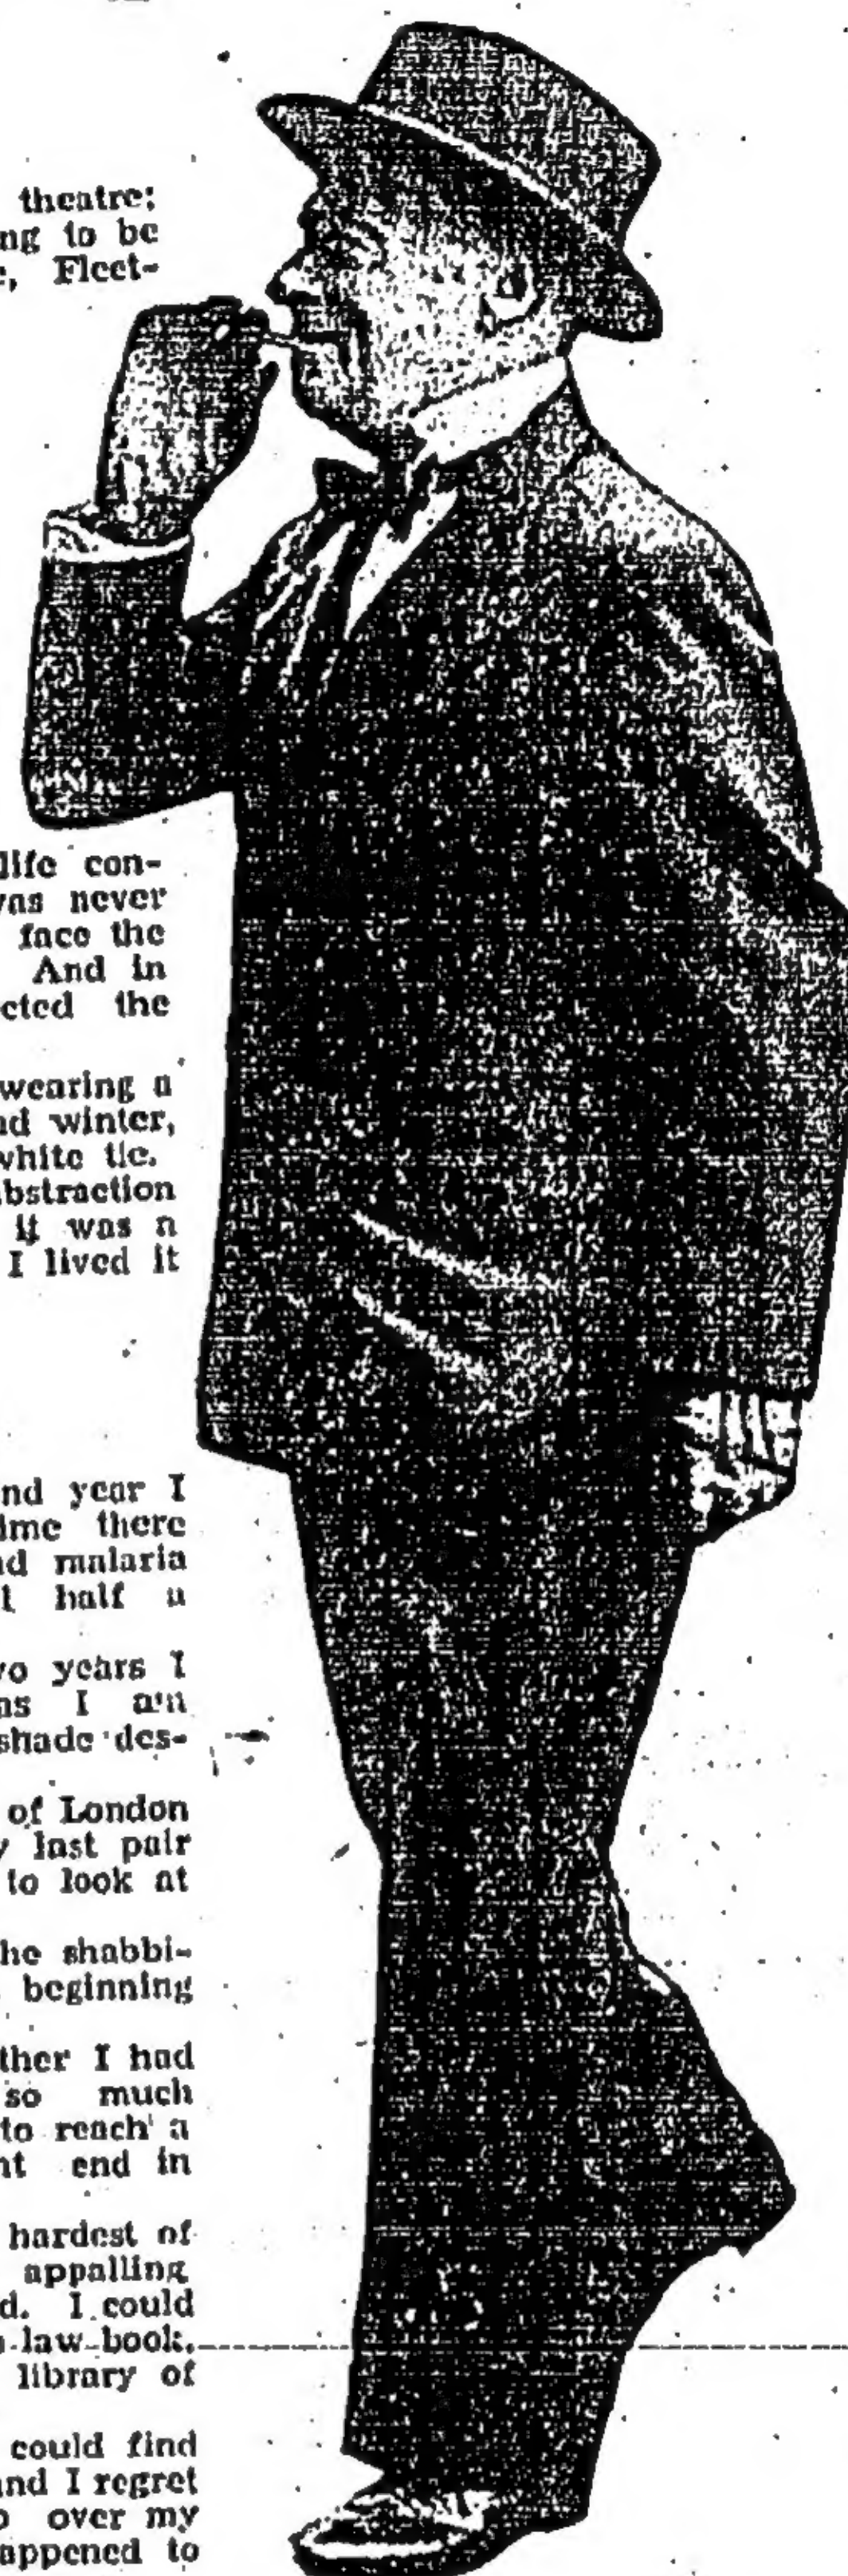 theatre;
ng to be
, Fleet-
life con-
was never
face the
And in
cted the
wearing a
nd winter,
white tie.
bstraction
it was a
I lived it
nd year I
ime there
nd malaria
half a
vo years I
as I am
shade des-
of London
last pair
to look at
he shabbi-
beginning
ther I had
so much
to reach a
nt end in
hardest of
appalling
d. I could
law book,
library of
could find
and I regret
over my
appened to